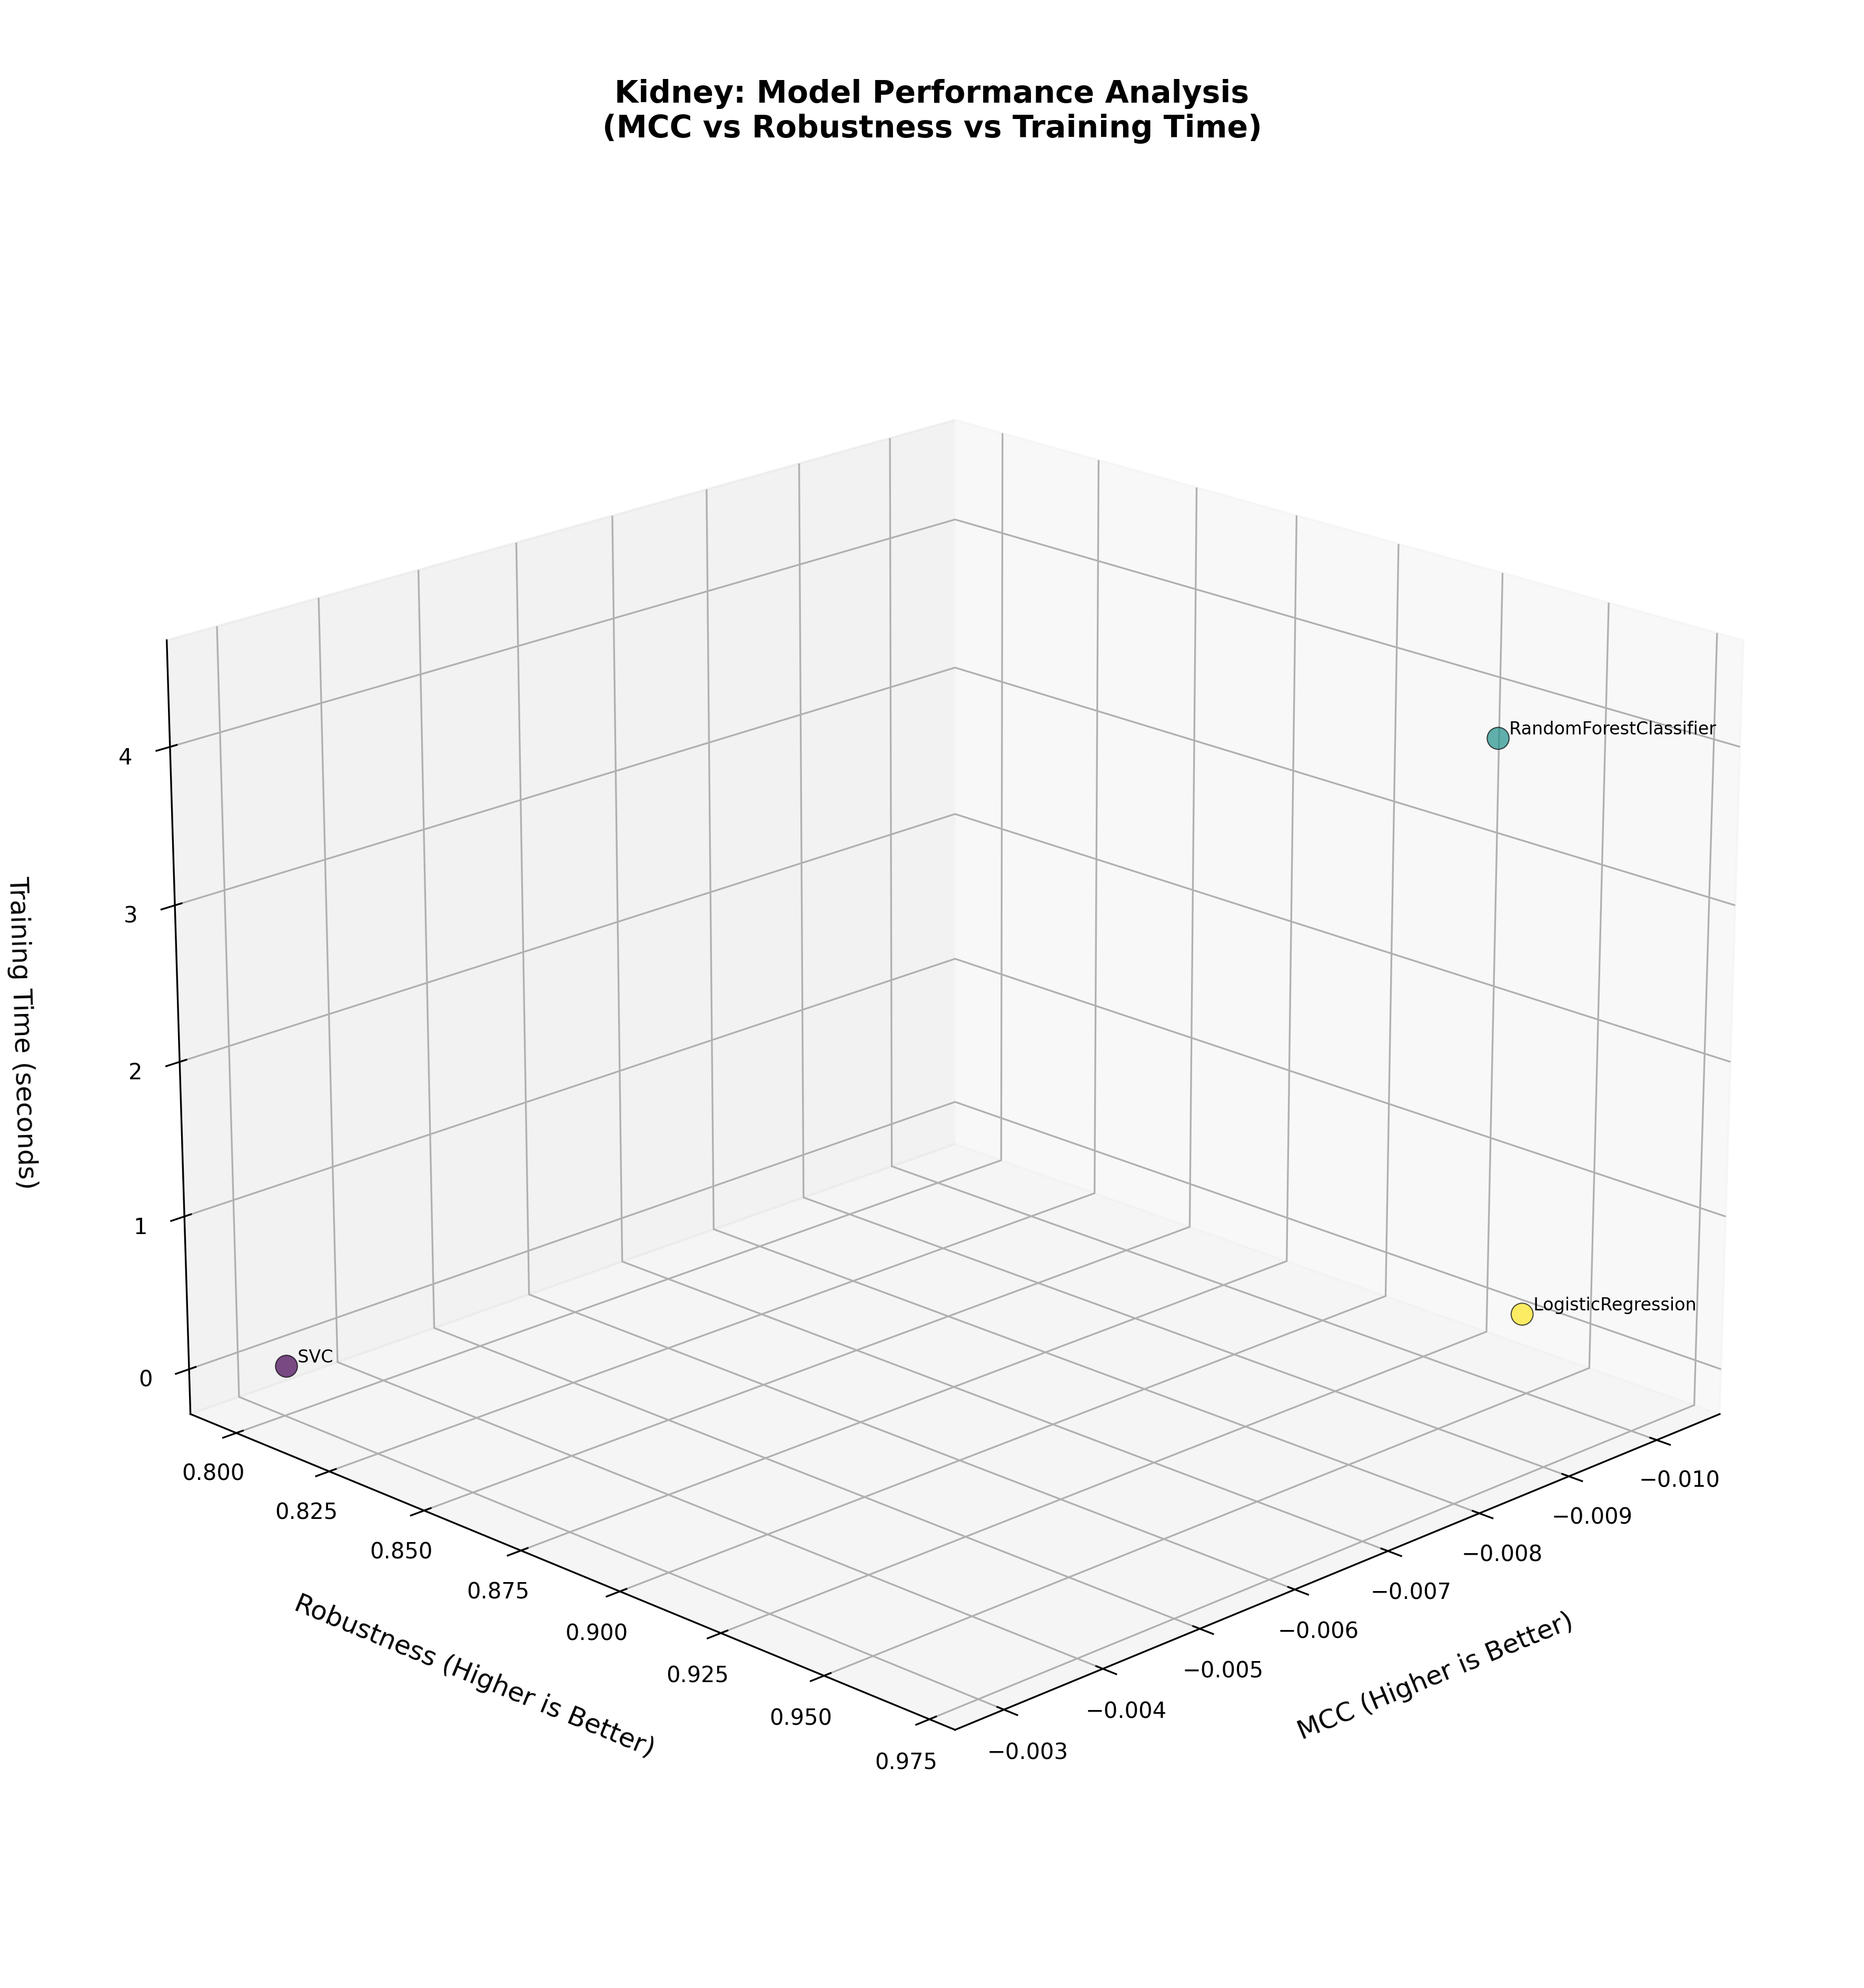 Kidney: Model Performance Analysis
(MCC vs Robustness vs Training Time)
RandomForestClassifier
LogisticRegression
SVC
Training Time (seconds)
4
3
2
1
0
0.800
0.825
0.850
0.875
0.900
0.925
0.950
0.975
Robustness (Higher is Better)
−0.010
−0.009
−0.008
−0.007
−0.006
−0.005
−0.004
−0.003
MCC (Higher is Better)